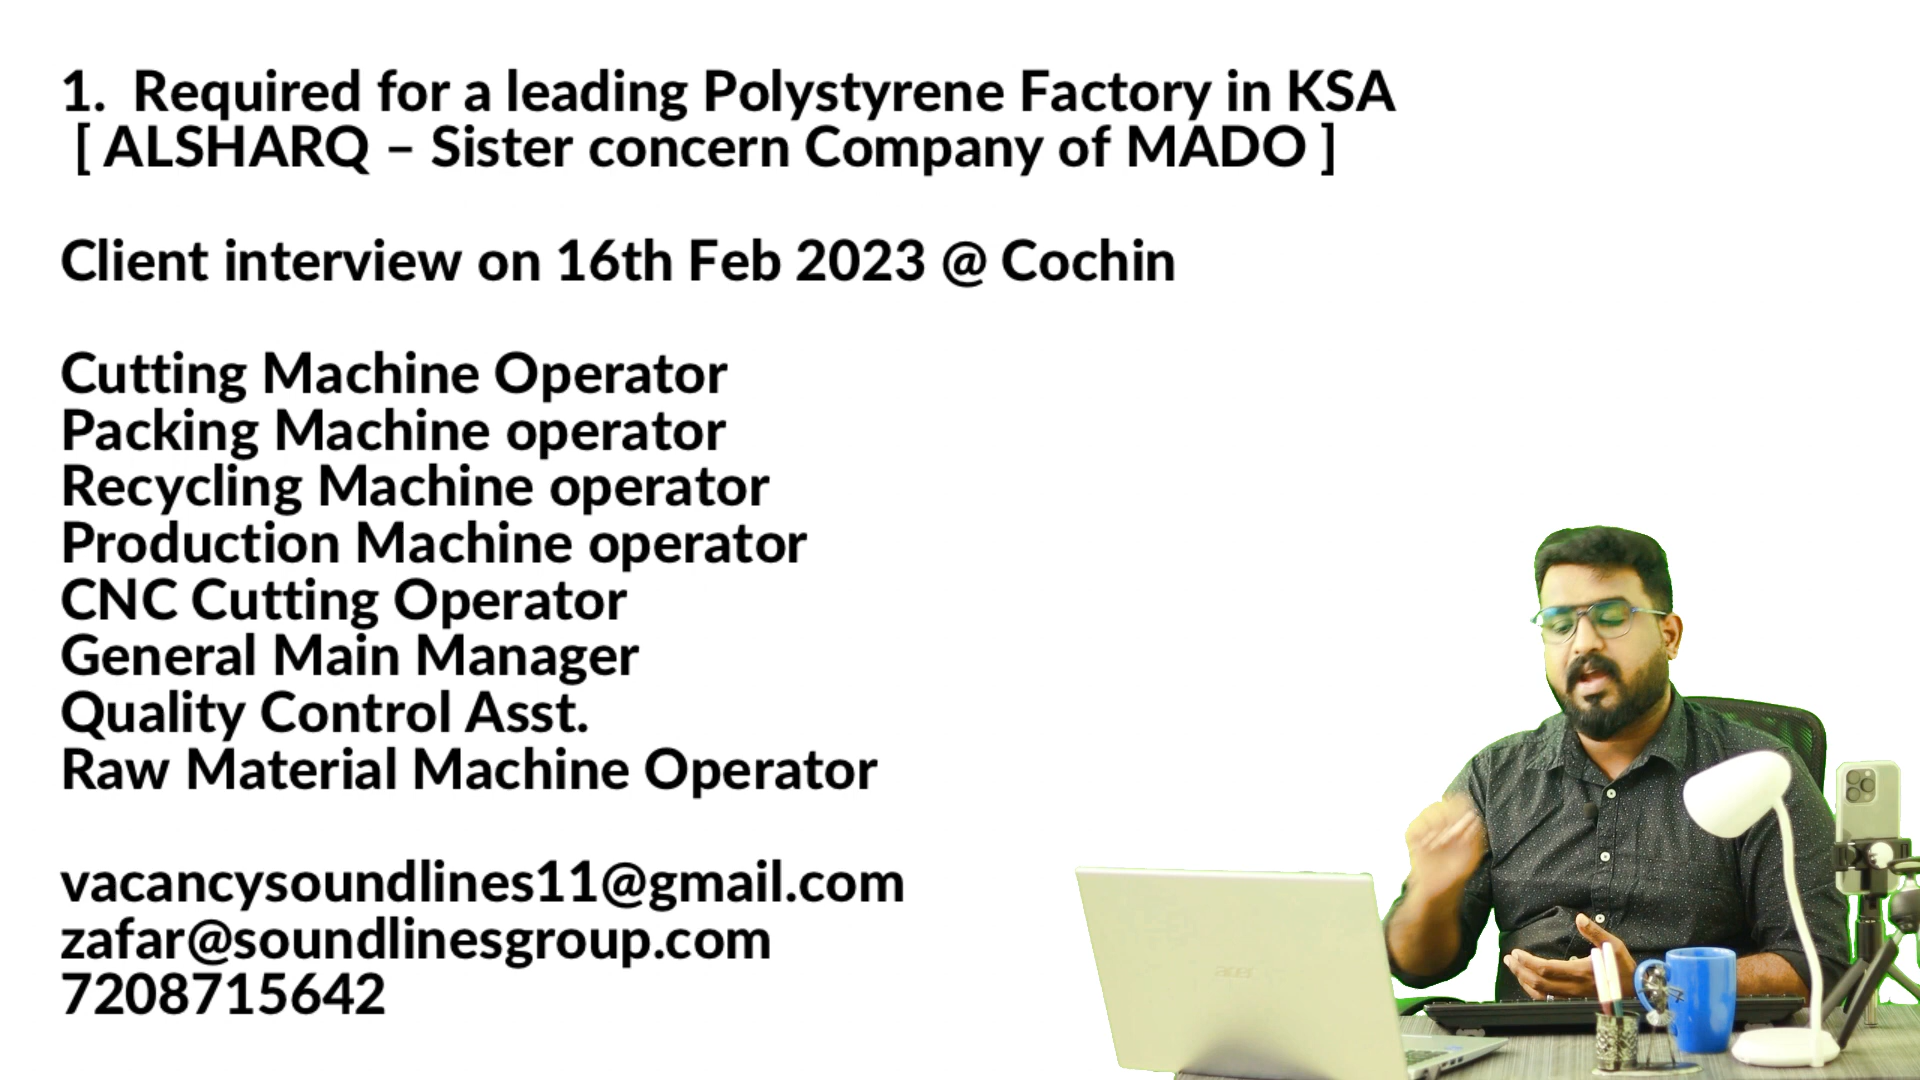 1. Required for a leading Polystyrene Factory in KSA
[ ALSHARQ – Sister concern Company of MADO ]
Client interview on 16th Feb 2023 @ Cochin
Cutting Machine Operator
Packing Machine operator
Recycling Machine operator
Production Machine operator
CNC Cutting Operator
General Main Manager
Quality Control Asst.
Raw Material Machine Operator
vacancysoundlines11@gmail.com
zafar@soundlinesgroup.com
7208715642
acer